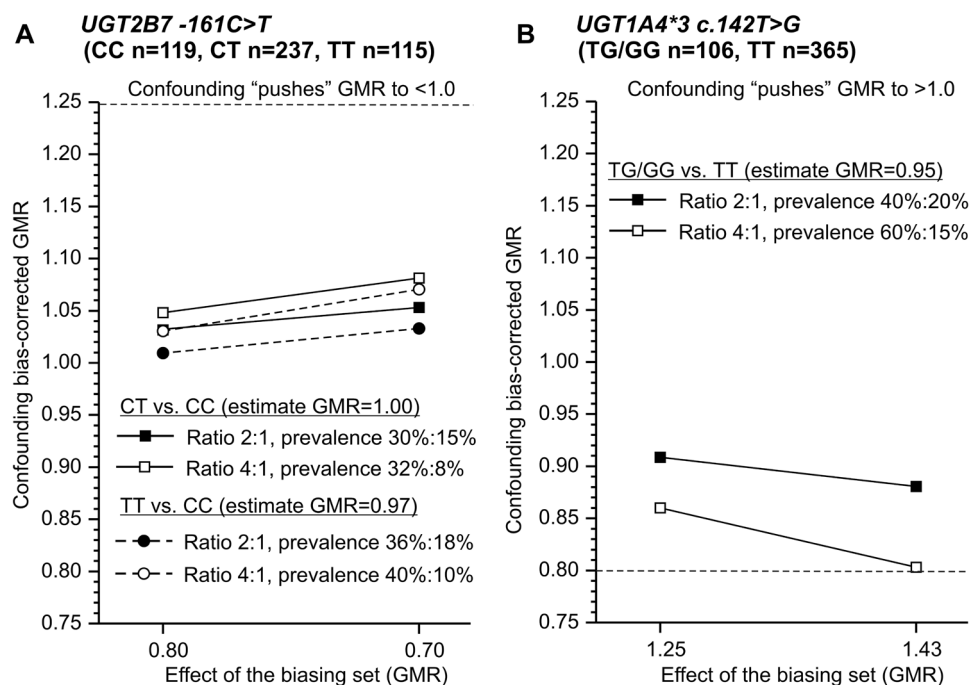 A
UGT2B7 -161C>T
(CC n=119, CT n=237, TT n=115)
Confounding “pushes” GMR to <1.0
1.25
1.20
1.15
1.10
1.05
1.00
0.95
0.90
0.85
0.80
0.75
Confounding bias-corrected GMR
CT vs. CC (estimate GMR=1.00)
Ratio 2:1, prevalence 30%:15%
Ratio 4:1, prevalence 32%:8%
TT vs. CC (estimate GMR=0.97)
Ratio 2:1, prevalence 36%:18%
Ratio 4:1, prevalence 40%:10%
0.80 0.70
Effect of the biasing set (GMR)
B
UGT1A4*3 c.142T>G
(TG/GG n=106, TT n=365)
Confounding “pushes” GMR to >1.0
1.25
1.20
1.15
1.10
1.05
1.00
0.95
0.90
0.85
0.80
0.75
Confounding bias-corrected GMR
TG/GG vs. TT (estimate GMR=0.95)
Ratio 2:1, prevalence 40%:20%
Ratio 4:1, prevalence 60%:15%
1.25 1.43
Effect of the biasing set (GMR)